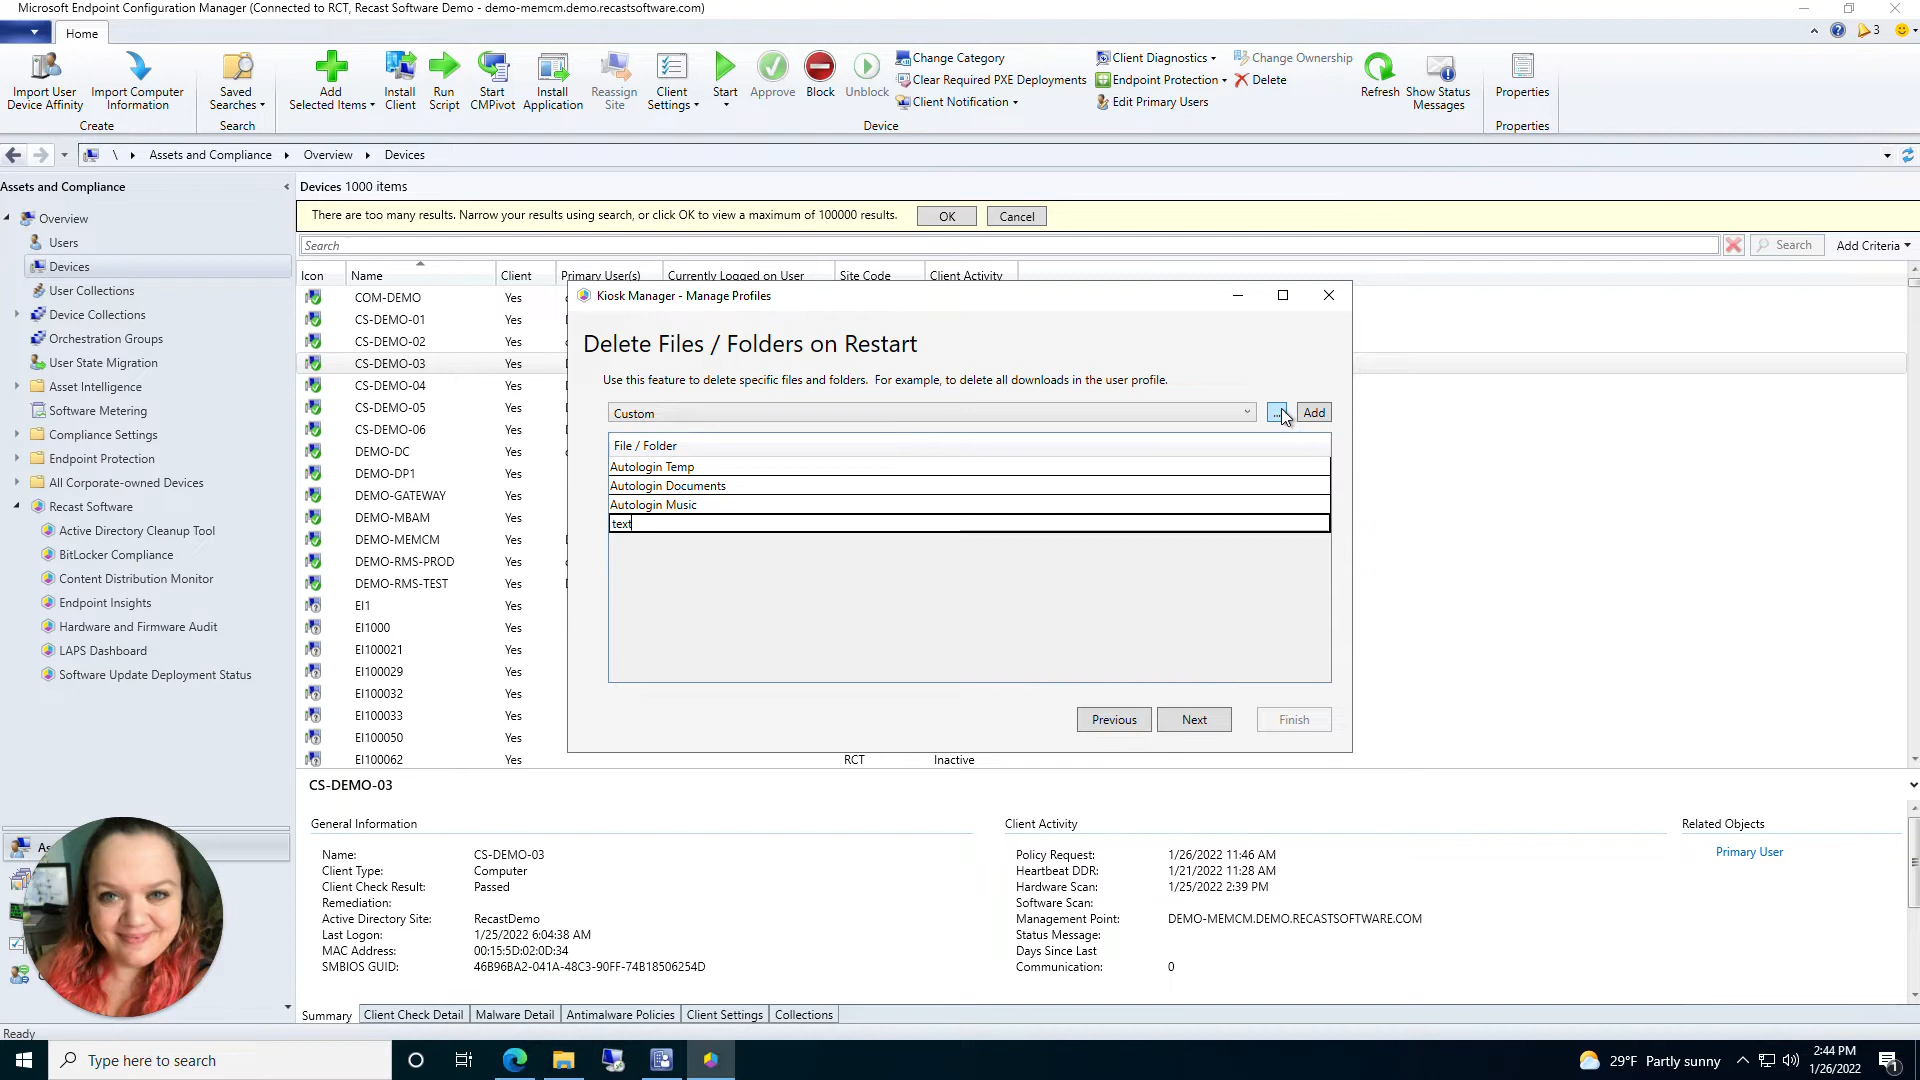 Microsoft Endpoint Configuration Manager (Connected to RCT, Recast Software Demo - demo-memcm.demo.recastsoftware.com)
Home
3
Import User Device Affinity
Import Computer Information
Saved Searches
Add Selected Items
Install Client
Run Script
Start CMPivot
Install Application
Reassign Site
Client Settings
Start
Approve
Block
Unblock
Change Category
Clear Required PXE Deployments
Client Notification
Client Diagnostics
Endpoint Protection
Edit Primary Users
Change Ownership
Delete
Refresh
Show Status Messages
Properties
Create
Search
Device
Properties
\ Assets and Compliance Overview Devices
Assets and Compliance
Overview
Users
Devices
User Collections
Device Collections
Orchestration Groups
User State Migration
Asset Intelligence
Software Metering
Compliance Settings
Endpoint Protection
All Corporate-owned Devices
Recast Software
Active Directory Cleanup Tool
BitLocker Compliance
Content Distribution Monitor
Endpoint Insights
Hardware and Firmware Audit
LAPS Dashboard
Software Update Deployment Status
Devices 1000 items
There are too many results. Narrow your results using search, or click OK to view a maximum of 100000 results. OK Cancel
Search
Search
Add Criteria
Icon Name Client Primary User(s) Currently Logged on User Site Code Client Activity
COM-DEMO Yes
CS-DEMO-01 Yes
CS-DEMO-02 Yes
CS-DEMO-03 Yes
CS-DEMO-04 Yes
CS-DEMO-05 Yes
CS-DEMO-06 Yes
DEMO-DC Yes
DEMO-DP1 Yes
DEMO-GATEWAY Yes
DEMO-MBAM Yes
DEMO-MEMCM Yes
DEMO-RMS-PROD Yes
DEMO-RMS-TEST Yes
EI1 Yes
EI1000 Yes
EI100021 Yes
EI100029 Yes
EI100032 Yes
EI100033 Yes
EI100050 Yes
EI100062 Yes RCT Inactive
Kiosk Manager - Manage Profiles
Delete Files / Folders on Restart
Use this feature to delete specific files and folders. For example, to delete all downloads in the user profile.
Custom
... Add
File / Folder
Autologin Temp
Autologin Documents
Autologin Music
text
Previous Next Finish
CS-DEMO-03
General Information
Name: CS-DEMO-03
Client Type: Computer
Client Check Result: Passed
Remediation:
Active Directory Site: RecastDemo
Last Logon: 1/25/2022 6:04:38 AM
MAC Address: 00:15:5D:02:0D:34
SMBIOS GUID: 46B96BA2-041A-48C3-90FF-74B18506254D
Client Activity
Policy Request: 1/26/2022 11:46 AM
Heartbeat DDR: 1/21/2022 11:28 AM
Hardware Scan: 1/25/2022 2:39 PM
Software Scan:
Management Point: DEMO-MEMCM.DEMO.RECASTSOFTWARE.COM
Status Message:
Days Since Last
Communication: 0
Related Objects
Primary User
Summary Client Check Detail Malware Detail Antimalware Policies Client Settings Collections
Ready
Type here to search
29°F Partly sunny
2:44 PM
1/26/2022
1